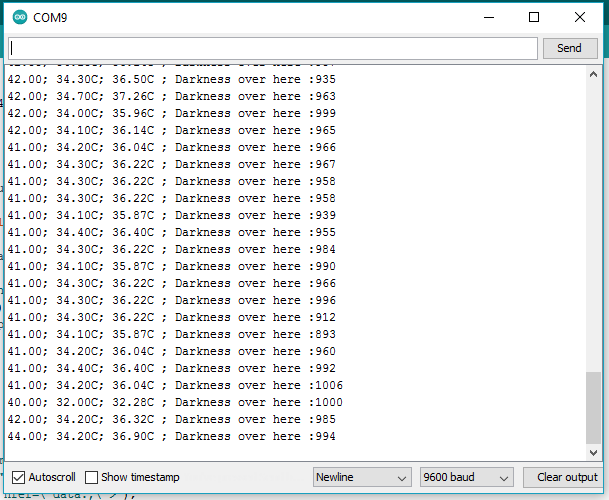 COM9
Send
42.00; 34.30C; 36.50C ; Darkness over here :935
42.00; 34.70C; 37.26C ; Darkness over here :963
42.00; 34.00C; 35.96C ; Darkness over here :999
42.00; 34.10C; 36.14C ; Darkness over here :965
41.00; 34.20C; 36.04C ; Darkness over here :966
41.00; 34.30C; 36.22C ; Darkness over here :967
41.00; 34.30C; 36.22C ; Darkness over here :958
41.00; 34.30C; 36.22C ; Darkness over here :958
41.00; 34.10C; 35.87C ; Darkness over here :939
41.00; 34.40C; 36.40C ; Darkness over here :955
41.00; 34.30C; 36.22C ; Darkness over here :984
41.00; 34.10C; 35.87C ; Darkness over here :990
41.00; 34.30C; 36.22C ; Darkness over here :966
41.00; 34.30C; 36.22C ; Darkness over here :996
41.00; 34.30C; 36.22C ; Darkness over here :912
41.00; 34.10C; 35.87C ; Darkness over here :893
41.00; 34.20C; 36.04C ; Darkness over here :960
41.00; 34.40C; 36.40C ; Darkness over here :992
41.00; 34.20C; 36.04C ; Darkness over here :1006
40.00; 32.00C; 32.28C ; Darkness over here :1000
42.00; 34.20C; 36.32C ; Darkness over here :985
44.00; 34.20C; 36.90C ; Darkness over here :994
Autoscroll Show timestamp Newline 9600 baud Clear output